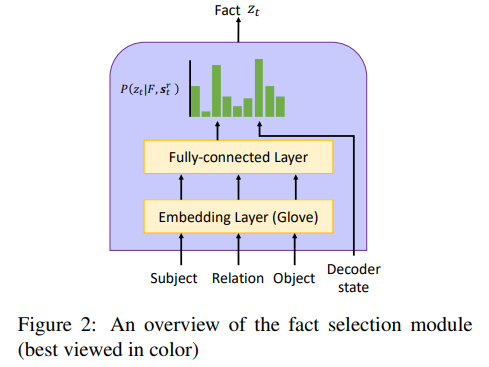 Fact z_t
P(z_t|F, s_t^r)
Fully-connected Layer
Embedding Layer (Glove)
Subject Relation Object Decoder
state
Figure 2: An overview of the fact selection module
(best viewed in color)